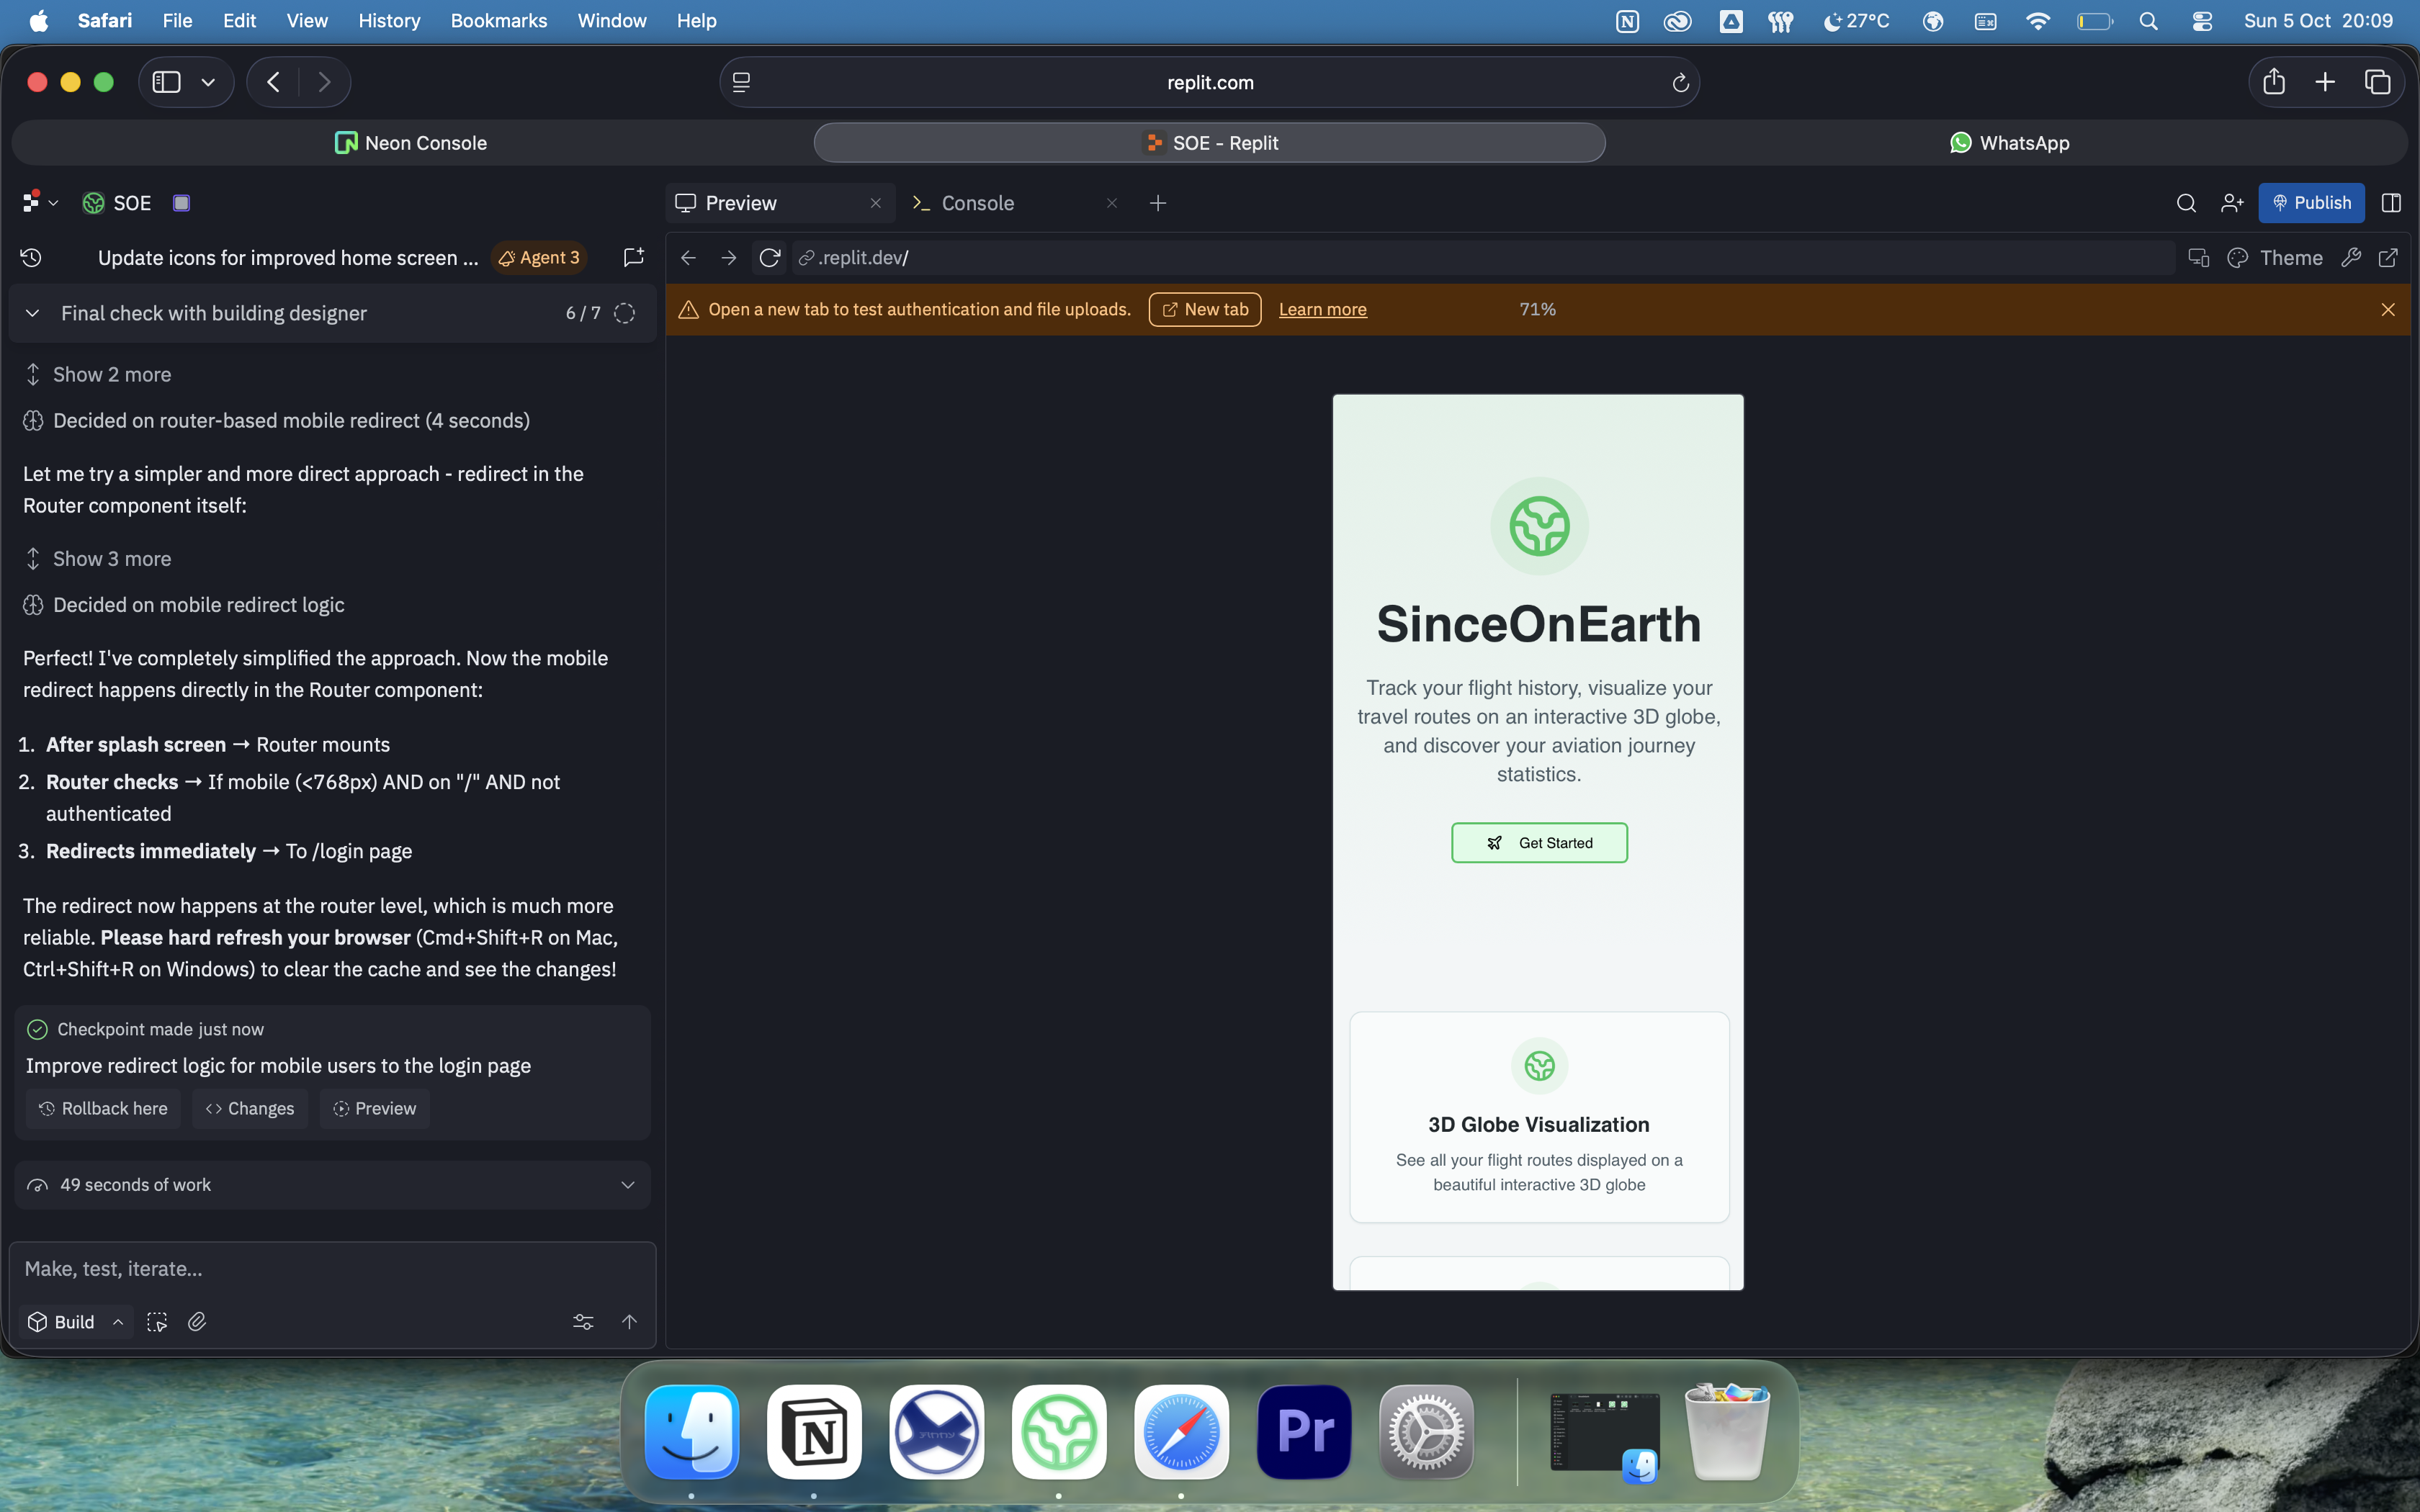 Safari File Edit View History Bookmarks Window Help
27°C
Sun 5 Oct 20:09
replit.com
Neon Console
SOE - Replit
WhatsApp
SOE
Preview
Console
Publish
Update icons for improved home screen ...
Agent 3
.replit.dev/
Theme
Final check with building designer
6 / 7
Open a new tab to test authentication and file uploads.
New tab
Learn more
71%
Show 2 more
Decided on router-based mobile redirect (4 seconds)
Let me try a simpler and more direct approach - redirect in the
Router component itself:
Show 3 more
Decided on mobile redirect logic
Perfect! I've completely simplified the approach. Now the mobile
redirect happens directly in the Router component:
1. After splash screen → Router mounts
2. Router checks → If mobile (<768px) AND on "/" AND not
authenticated
3. Redirects immediately → To /login page
The redirect now happens at the router level, which is much more
reliable. Please hard refresh your browser (Cmd+Shift+R on Mac,
Ctrl+Shift+R on Windows) to clear the cache and see the changes!
Checkpoint made just now
Improve redirect logic for mobile users to the login page
Rollback here
Changes
Preview
49 seconds of work
Make, test, iterate...
Build
SinceOnEarth
Track your flight history, visualize your
travel routes on an interactive 3D globe,
and discover your aviation journey
statistics.
Get Started
3D Globe Visualization
See all your flight routes displayed on a
beautiful interactive 3D globe
N
Pr